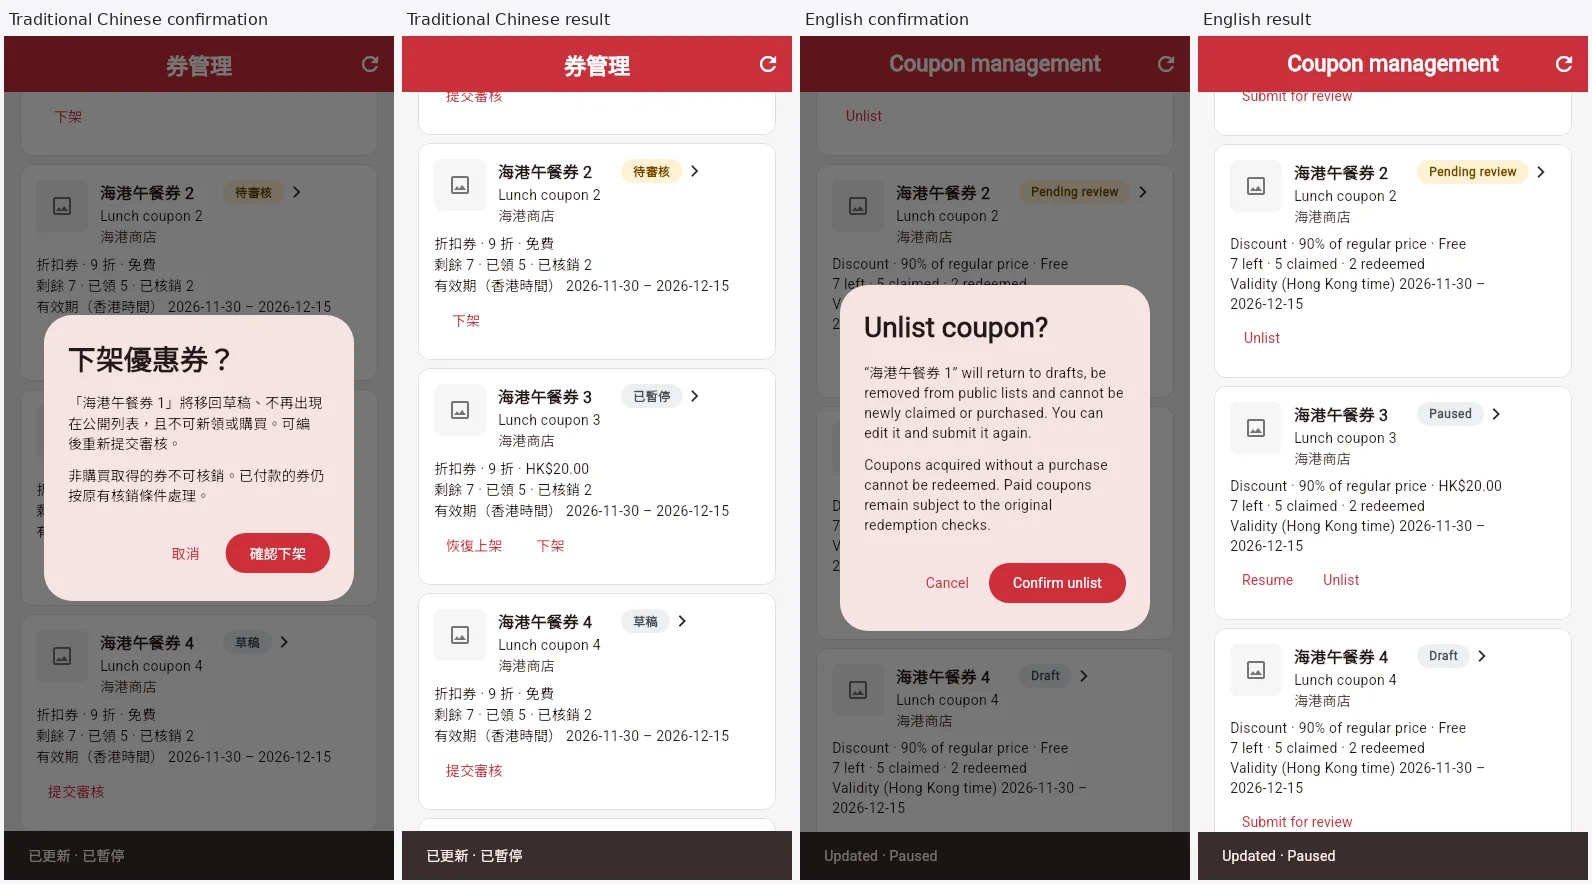 Traditional Chinese confirmation
券管理
下架
海港午餐券 2
待審核
Lunch coupon 2
海港商店
折扣券 · 9 折 · 免費
剩餘 7 · 已領 5 · 已核銷 2
有效期（香港時間） 2026-11-30 – 2026-12-15
下架優惠券？
「海港午餐券 1」將移回草稿、不再出現
在公開列表，且不可新領或購買。可編
後重新提交審核。
非購買取得的券不可核銷。已付款的券仍
按原有核銷條件處理。
取消
確認下架
海港午餐券 4
草稿
Lunch coupon 4
海港商店
折扣券 · 9 折 · 免費
剩餘 7 · 已領 5 · 已核銷 2
有效期（香港時間） 2026-11-30 – 2026-12-15
提交審核
已更新 · 已暫停
Traditional Chinese result
券管理
提交審核
海港午餐券 2
待審核
Lunch coupon 2
海港商店
折扣券 · 9 折 · 免費
剩餘 7 · 已領 5 · 已核銷 2
有效期（香港時間） 2026-11-30 – 2026-12-15
下架
海港午餐券 3
已暫停
Lunch coupon 3
海港商店
折扣券 · 9 折 · HK$20.00
剩餘 7 · 已領 5 · 已核銷 2
有效期（香港時間） 2026-11-30 – 2026-12-15
恢復上架
下架
海港午餐券 4
草稿
Lunch coupon 4
海港商店
折扣券 · 9 折 · 免費
剩餘 7 · 已領 5 · 已核銷 2
有效期（香港時間） 2026-11-30 – 2026-12-15
提交審核
已更新 · 已暫停
English confirmation
Coupon management
Unlist
海港午餐券 2
Pending review
Lunch coupon 2
海港商店
Discount · 90% of regular price · Free
7 left · 5 claimed · 2 redeemed
Unlist coupon?
“海港午餐券 1” will return to drafts, be
removed from public lists and cannot be
newly claimed or purchased. You can
edit it and submit it again.
Coupons acquired without a purchase
cannot be redeemed. Paid coupons
remain subject to the original
redemption checks.
Cancel
Confirm unlist
海港午餐券 4
Draft
Lunch coupon 4
海港商店
Discount · 90% of regular price · Free
7 left · 5 claimed · 2 redeemed
Validity (Hong Kong time) 2026-11-30 –
2026-12-15
Updated · Paused
English result
Coupon management
Submit for review
海港午餐券 2
Pending review
Lunch coupon 2
海港商店
Discount · 90% of regular price · Free
7 left · 5 claimed · 2 redeemed
Validity (Hong Kong time) 2026-11-30 –
2026-12-15
Unlist
海港午餐券 3
Paused
Lunch coupon 3
海港商店
Discount · 90% of regular price · HK$20.00
7 left · 5 claimed · 2 redeemed
Validity (Hong Kong time) 2026-11-30 –
2026-12-15
Resume
Unlist
海港午餐券 4
Draft
Lunch coupon 4
海港商店
Discount · 90% of regular price · Free
7 left · 5 claimed · 2 redeemed
Validity (Hong Kong time) 2026-11-30 –
2026-12-15
Submit for review
Updated · Paused